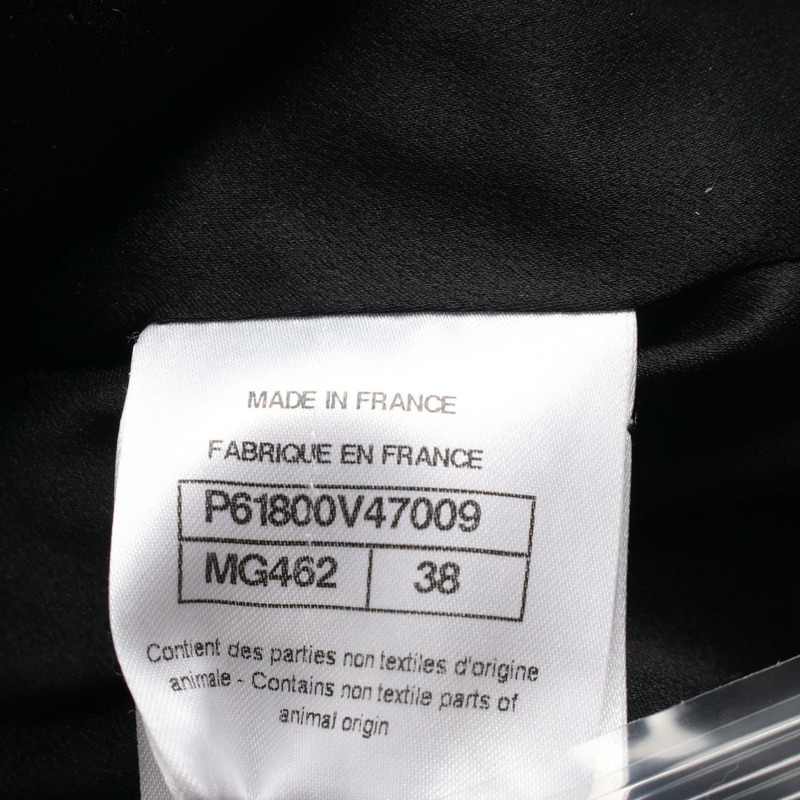 MADE IN FRANCE
FABRIQUE EN FRANCE
P61800V47009
MG462 38
Contient des parties non textiles d'origine
animale - Contains non textile parts of
animal origin